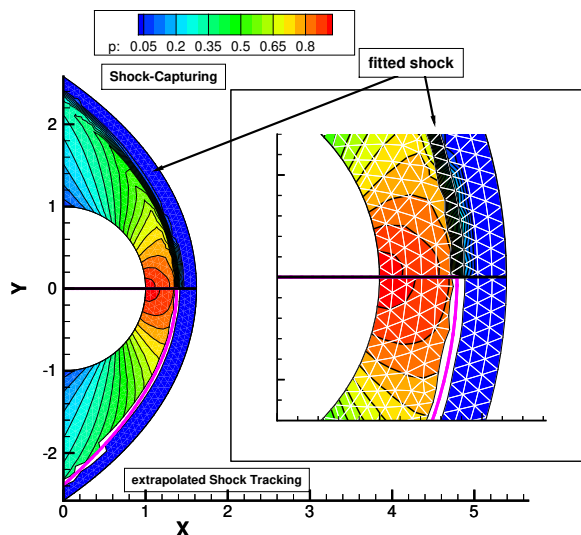 p: 0.05 0.2 0.35 0.5 0.65 0.8
Shock-Capturing
fitted shock
2
1
0
-1
-2
Y
extrapolated Shock Tracking
0 1 2 3 4 5
X